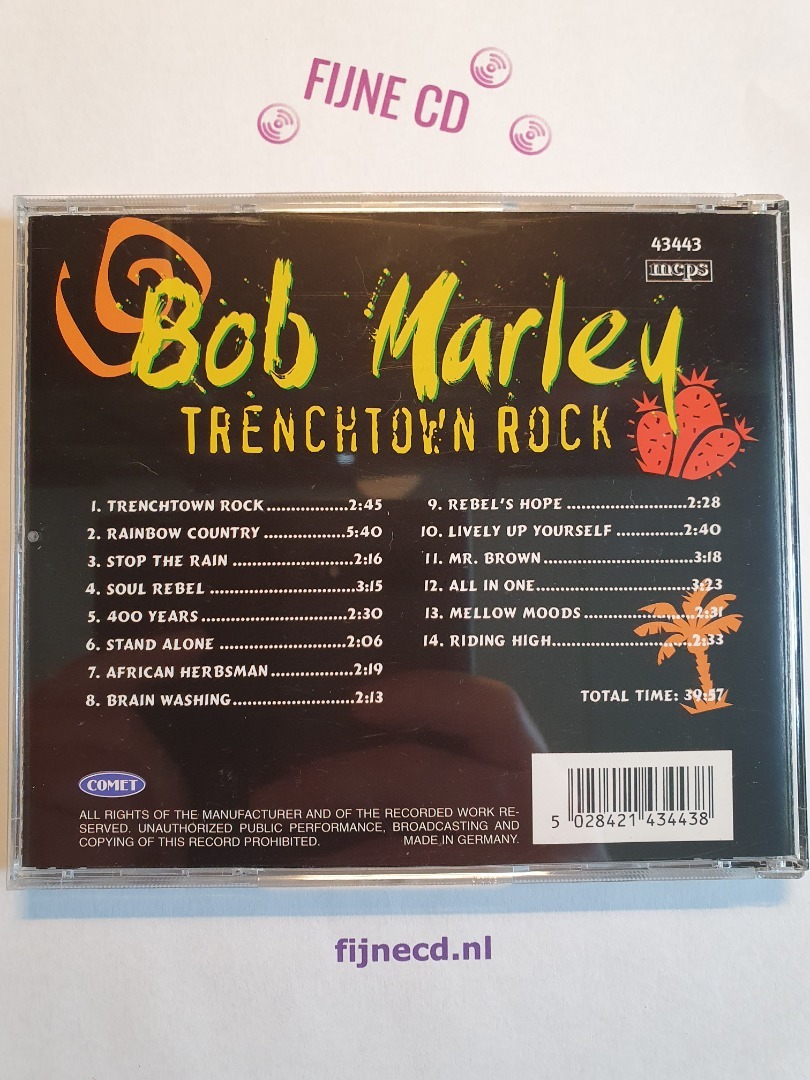 FIJNE CD
43443
mcps
Bob Marley
TRENCHTOWN ROCK
1. TRENCHTOWN ROCK.................2:45
2. RAINBOW COUNTRY .................5:40
3. STOP THE RAIN .........................2:16
4. SOUL REBEL ..............................3:15
5. 400 YEARS................................2:30
6. STAND ALONE ..........................2:06
7. AFRICAN HERBSMAN.................2:19
8. BRAIN WASHING.........................2:13
9. REBEL'S HOPE .........................2:28
10. LIVELY UP YOURSELF ..............2:40
11. MR. BROWN..............................3:18
12. ALL IN ONE................................3:23
13. MELLOW MOODS ......................2:31
14. RIDING HIGH.............................2:33
TOTAL TIME: 39:57
COMET
ALL RIGHTS OF THE MANUFACTURER AND OF THE RECORDED WORK RE-
SERVED. UNAUTHORIZED PUBLIC PERFORMANCE, BROADCASTING AND
COPYING OF THIS RECORD PROHIBITED. MADE IN GERMANY.
5 028421 434438
fijnecd.nl